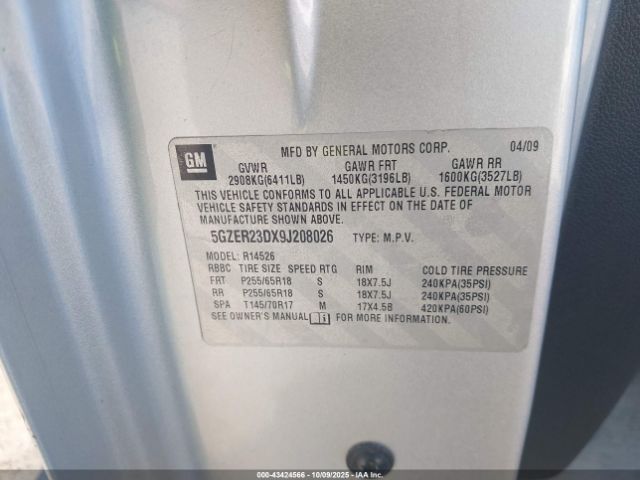 GM
MFD BY GENERAL MOTORS CORP. 04/09
GVWR GAWR FRT GAWR RR
2908KG(6411LB) 1450KG(3196LB) 1600KG(3527LB)
THIS VEHICLE CONFORMS TO ALL APPLICABLE U.S. FEDERAL MOTOR
VEHICLE SAFETY STANDARDS IN EFFECT ON THE DATE OF
MANUFACTURE SHOWN ABOVE.
5GZER23DX9J208026 TYPE: M.P.V.
MODEL: R14526
RBBC TIRE SIZE SPEED RTG RIM COLD TIRE PRESSURE
FRT P255/65R18 S 18X7.5J 240KPA(35PSI)
RR P255/65R18 S 18X7.5J 240KPA(35PSI)
SPA T145/70R17 M 17X4.5B 420KPA(60PSI)
SEE OWNER'S MANUAL FOR MORE INFORMATION.
000-43424566 - 10/09/2025 - COPYRIGHT IAA, LLC